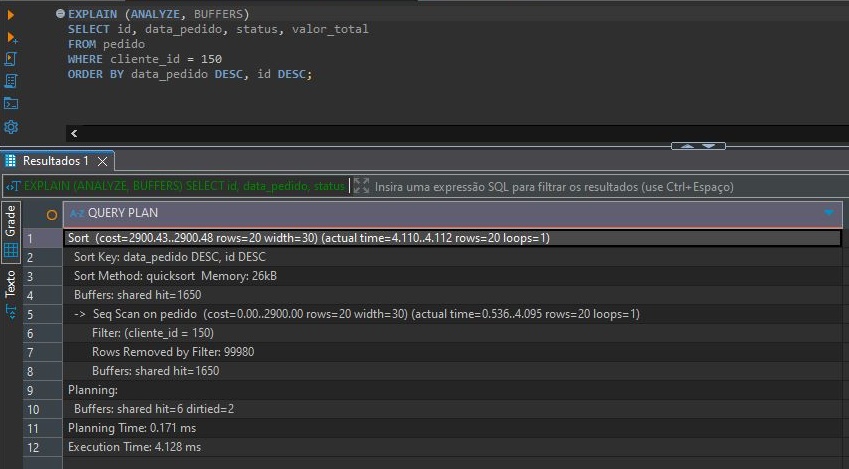 EXPLAIN (ANALYZE, BUFFERS)
SELECT id, data_pedido, status, valor_total
FROM pedido
WHERE cliente_id = 150
ORDER BY data_pedido DESC, id DESC;
Resultados 1
EXPLAIN (ANALYZE, BUFFERS) SELECT id, data_pedido, status
Insira uma expressão SQL para filtrar os resultados (use Ctrl+Espaço)
Grade
Texto
A-Z QUERY PLAN
1 Sort (cost=2900.43..2900.48 rows=20 width=30) (actual time=4.110..4.112 rows=20 loops=1)
2 Sort Key: data_pedido DESC, id DESC
3 Sort Method: quicksort Memory: 26kB
4 Buffers: shared hit=1650
5 -> Seq Scan on pedido (cost=0.00..2900.00 rows=20 width=30) (actual time=0.536..4.095 rows=20 loops=1)
6 Filter: (cliente_id = 150)
7 Rows Removed by Filter: 99980
8 Buffers: shared hit=1650
9 Planning:
10 Buffers: shared hit=6 dirtied=2
11 Planning Time: 0.171 ms
12 Execution Time: 4.128 ms